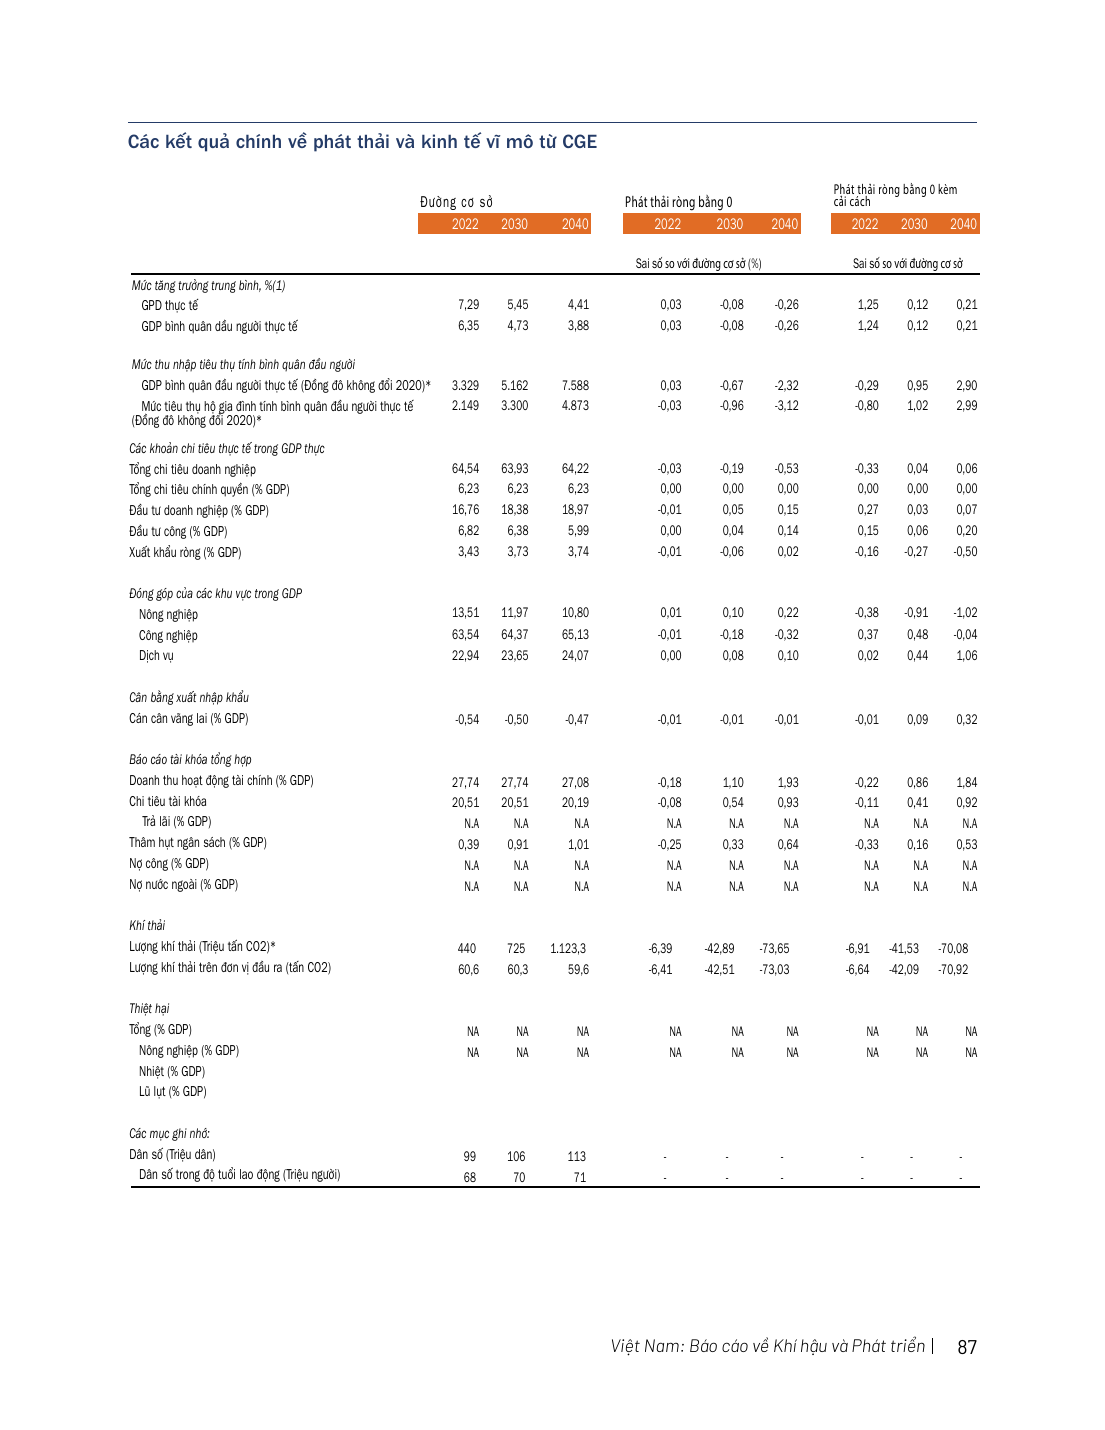 Các kết quả chính về phát thải và kinh tế vĩ mô từ CGE
Đường cơ sở Phát thải ròng bằng 0 Phát thải ròng bằng 0 kèm
cải cách
2022 2030 2040 2022 2030 2040 2022 2030 2040
Sai số so với đường cơ sở (%) Sai số so với đường cơ sở
Mức tăng trưởng trung bình, %(1)
GPD thực tế 7,29 5,45 4,41 0,03 -0,08 -0,26 1,25 0,12 0,21
GDP bình quân dầu người thực tế 6,35 4,73 3,88 0,03 -0,08 -0,26 1,24 0,12 0,21
Mức thu nhập tiêu thụ tính bình quân đầu người
GDP bình quân đầu người thực tế (Đồng đô không đổi 2020)* 3.329 5.162 7.588 0,03 -0,67 -2,32 -0,29 0,95 2,90
Mức tiêu thụ hộ gia đình tính bình quân đầu người thực tế 2.149 3.300 4.873 -0,03 -0,96 -3,12 -0,80 1,02 2,99
(Đồng đô không đổi 2020)*
Các khoản chi tiêu thực tế trong GDP thực
Tổng chi tiêu doanh nghiệp 64,54 63,93 64,22 -0,03 -0,19 -0,53 -0,33 0,04 0,06
Tổng chi tiêu chính quyền (% GDP) 6,23 6,23 6,23 0,00 0,00 0,00 0,00 0,00 0,00
Đầu tư doanh nghiệp (% GDP) 16,76 18,38 18,97 -0,01 0,05 0,15 0,27 0,03 0,07
Đầu tư công (% GDP) 6,82 6,38 5,99 0,00 0,04 0,14 0,15 0,06 0,20
Xuất khẩu ròng (% GDP) 3,43 3,73 3,74 -0,01 -0,06 0,02 -0,16 -0,27 -0,50
Đóng góp của các khu vực trong GDP
Nông nghiệp 13,51 11,97 10,80 0,01 0,10 0,22 -0,38 -0,91 -1,02
Công nghiệp 63,54 64,37 65,13 -0,01 -0,18 -0,32 0,37 0,48 -0,04
Dịch vụ 22,94 23,65 24,07 0,00 0,08 0,10 0,02 0,44 1,06
Cân bằng xuất nhập khẩu
Cán cân vãng lai (% GDP) -0,54 -0,50 -0,47 -0,01 -0,01 -0,01 -0,01 0,09 0,32
Báo cáo tài khóa tổng hợp
Doanh thu hoạt động tài chính (% GDP) 27,74 27,74 27,08 -0,18 1,10 1,93 -0,22 0,86 1,84
Chi tiêu tài khóa 20,51 20,51 20,19 -0,08 0,54 0,93 -0,11 0,41 0,92
Trả lãi (% GDP) N.A N.A N.A N.A N.A N.A N.A N.A N.A
Thâm hụt ngân sách (% GDP) 0,39 0,91 1,01 -0,25 0,33 0,64 -0,33 0,16 0,53
Nợ công (% GDP) N.A N.A N.A N.A N.A N.A N.A N.A N.A
Nợ nước ngoài (% GDP) N.A N.A N.A N.A N.A N.A N.A N.A N.A
Khí thải
Lượng khí thải (Triệu tấn CO2)* 440 725 1.123,3 -6,39 -42,89 -73,65 -6,91 -41,53 -70,08
Lượng khí thải trên đơn vị đầu ra (tấn CO2) 60,6 60,3 59,6 -6,41 -42,51 -73,03 -6,64 -42,09 -70,92
Thiệt hại
Tổng (% GDP) NA NA NA NA NA NA NA NA NA
Nông nghiệp (% GDP) NA NA NA NA NA NA NA NA NA
Nhiệt (% GDP)
Lũ lụt (% GDP)
Các mục ghi nhớ:
Dân số (Triệu dân) 99 106 113 - - - - - -
Dân số trong độ tuổi lao động (Triệu người) 68 70 71 - - - - - -
Việt Nam: Báo cáo về Khí hậu và Phát triển | 87